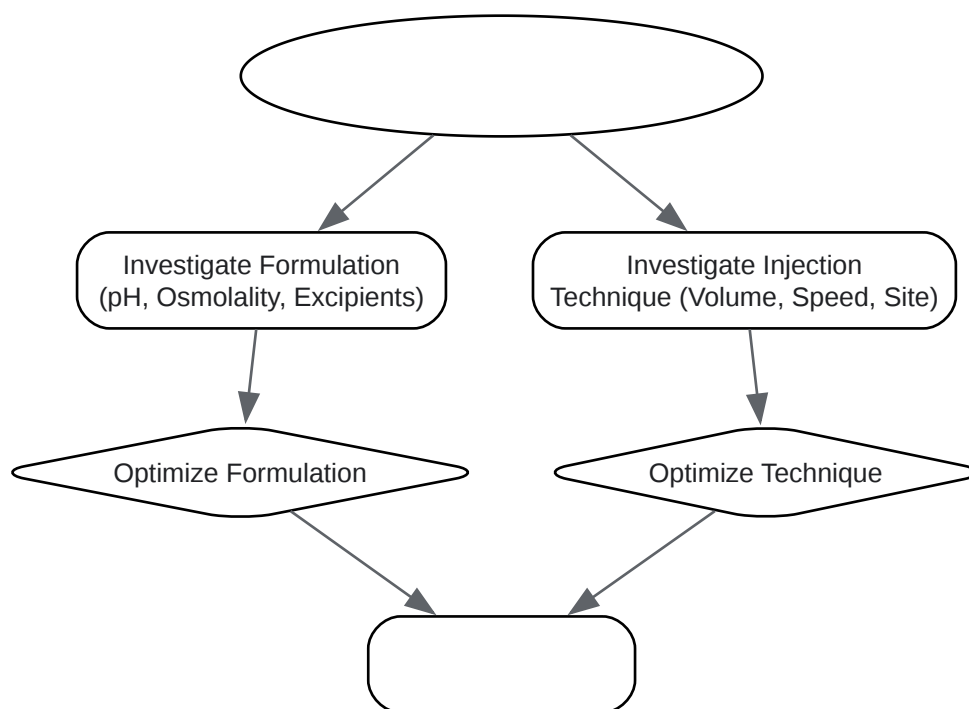 Investigate Formulation
(pH, Osmolality, Excipients)
Investigate Injection
Technique (Volume, Speed, Site)
Optimize Formulation
Optimize Technique